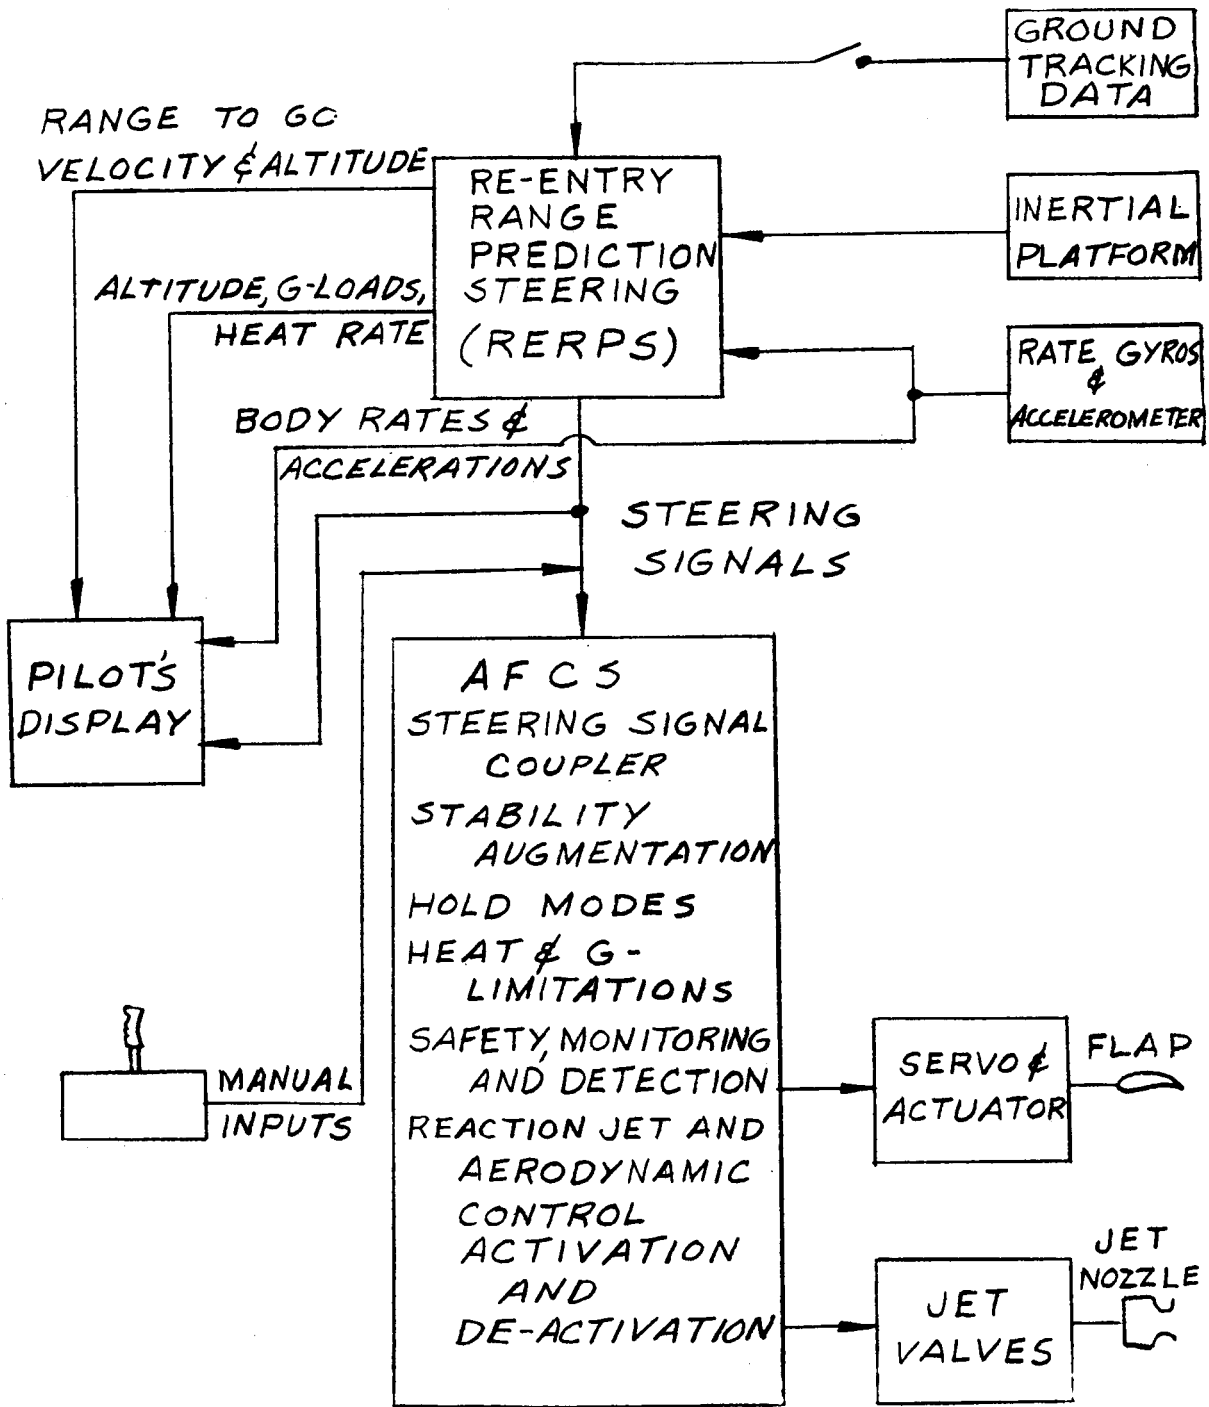 GROUND
TRACKING
DATA
RANGE TO GO
VELOCITY & ALTITUDE
RE-ENTRY
RANGE
PREDICTION
STEERING
(RERPS)
INERTIAL
PLATFORM
ALTITUDE, G-LOADS,
HEAT RATE
RATE GYROS
&
ACCELEROMETER
BODY RATES &
ACCELERATIONS
STEERING
SIGNALS
PILOT'S
DISPLAY
AFCS
STEERING SIGNAL
COUPLER
STABILITY
AUGMENTATION
HOLD MODES
HEAT & G-
LIMITATIONS
SAFETY, MONITORING
AND DETECTION
REACTION JET AND
AERODYNAMIC
CONTROL
ACTIVATION
AND
DE-ACTIVATION
MANUAL
INPUTS
SERVO &
ACTUATOR
FLAP
JET
VALVES
JET
NOZZLE